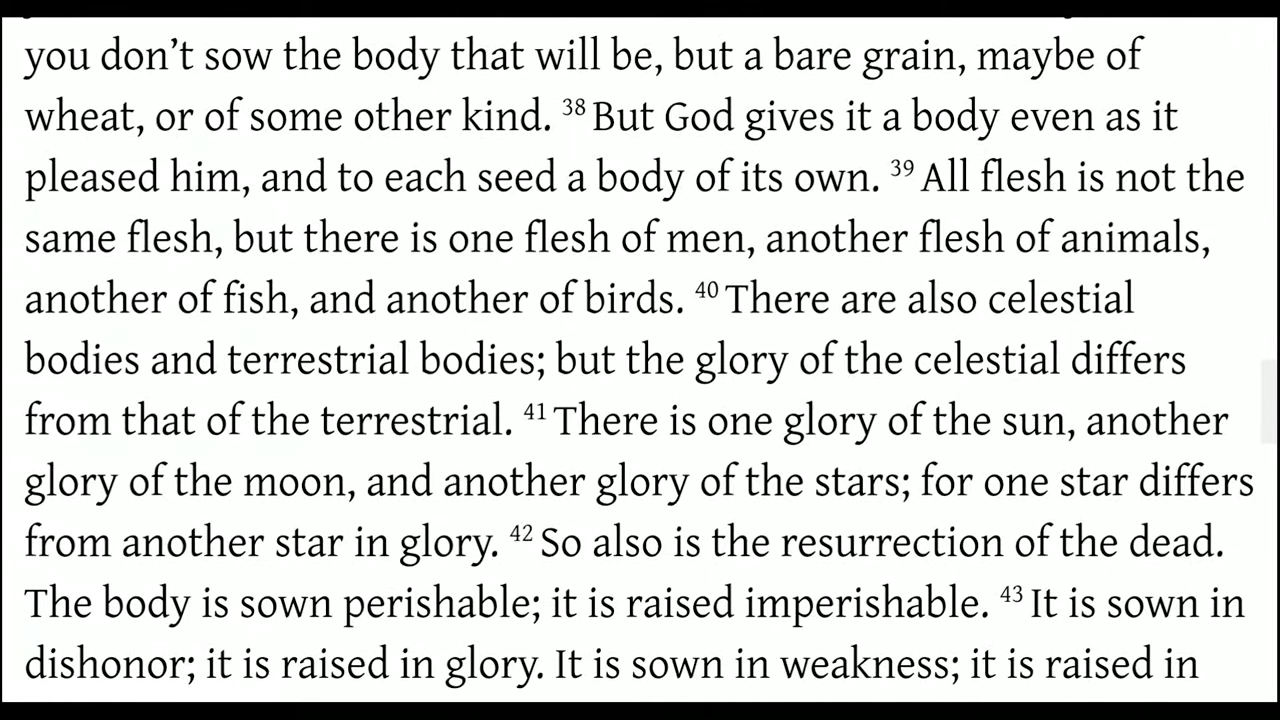 you don’t sow the body that will be, but a bare grain, maybe of
wheat, or of some other kind. 38 But God gives it a body even as it
pleased him, and to each seed a body of its own. 39 All flesh is not the
same flesh, but there is one flesh of men, another flesh of animals,
another of fish, and another of birds. 40 There are also celestial
bodies and terrestrial bodies; but the glory of the celestial differs
from that of the terrestrial. 41 There is one glory of the sun, another
glory of the moon, and another glory of the stars; for one star differs
from another star in glory. 42 So also is the resurrection of the dead.
The body is sown perishable; it is raised imperishable. 43 It is sown in
dishonor; it is raised in glory. It is sown in weakness; it is raised in